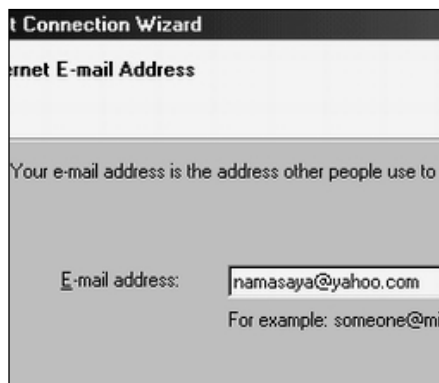 t Connection Wizard
ernet E-mail Address
Your e-mail address is the address other people use to
E-mail address: namasaya@yahoo.com
For example: someone@mi